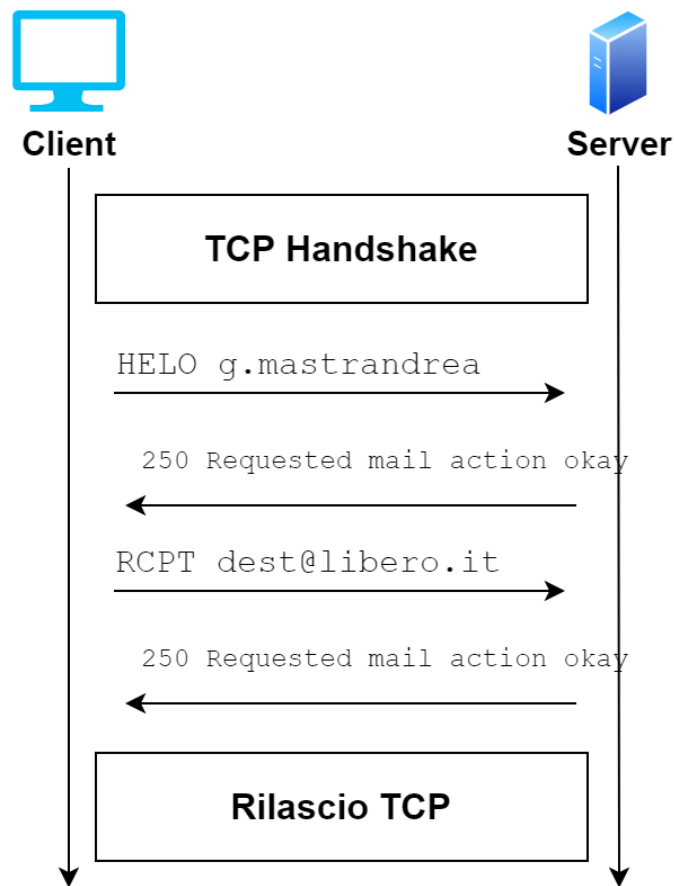 Client
Server
TCP Handshake
HELO g.mastrandrea
250 Requested mail action okay
RCPT dest@libero.it
250 Requested mail action okay
Rilascio TCP